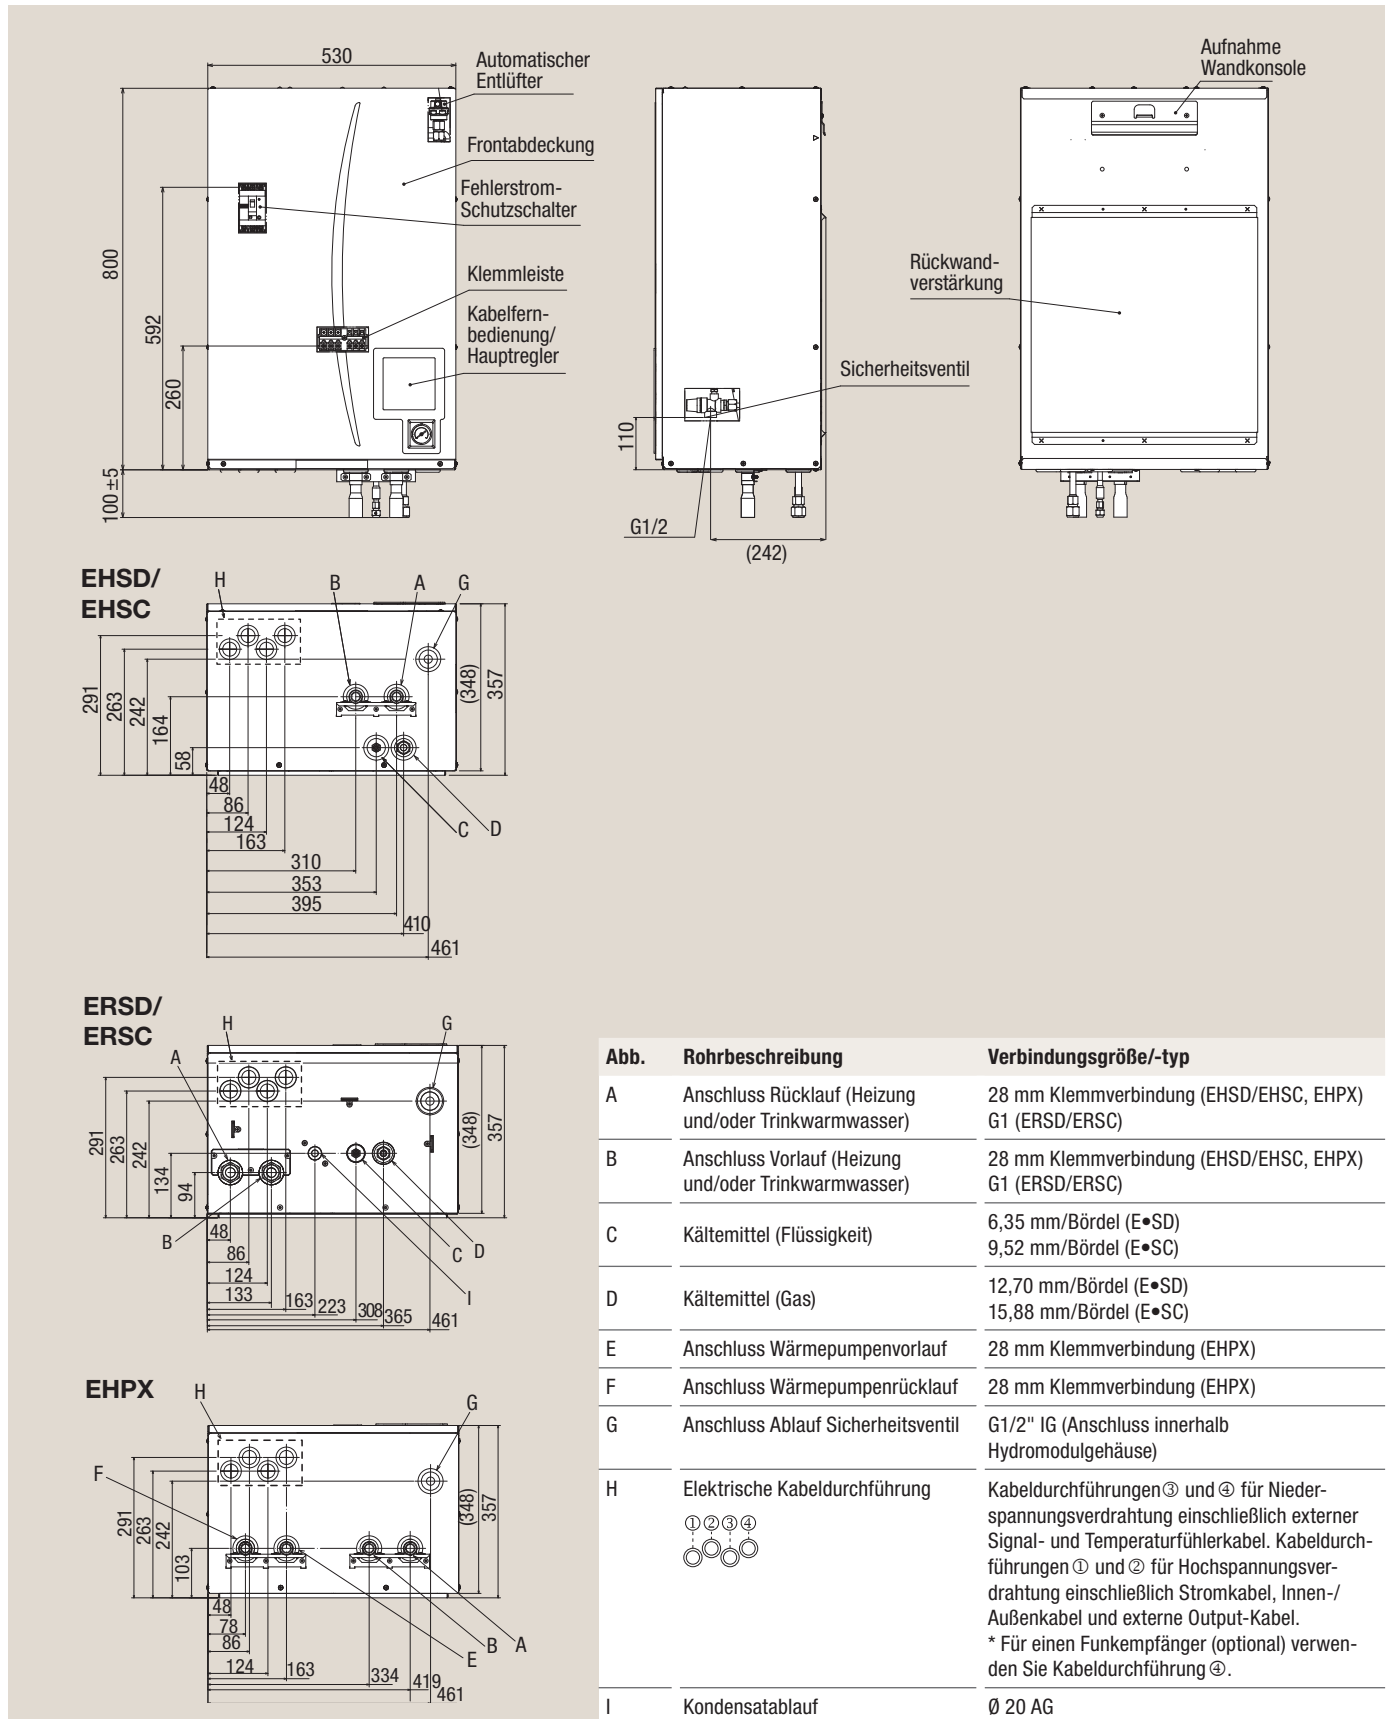 530
Automatischer
Entlüfter
Frontabdeckung
Fehlerstrom-
Schutzschalter
Klemmleiste
Kabelfern-
bedienung/
Hauptregler
800
592
260
100 ±5
Sicherheitsventil
110
G1/2
(242)
Aufnahme
Wandkonsole
Rückwand-
verstärkung
EHSD/
EHSC
H
B
A
G
291
263
242
164
58
(348)
357
48
86
124
163
310
353
395
410
461
C
D
ERSD/
ERSC
H
G
A
291
263
242
134
94
(348)
357
B
48
86
124
133
163
223
308
365
461
C
D
I
EHPX
H
G
F
291
263
242
103
(348)
357
48
78
86
124
163
334
419
461
E
B
A
Abb. Rohrbeschreibung Verbindungsgröße/-typ
A Anschluss Rücklauf (Heizung 28 mm Klemmverbindung (EHSD/EHSC, EHPX)
und/oder Trinkwarmwasser) G1 (ERSD/ERSC)
B Anschluss Vorlauf (Heizung 28 mm Klemmverbindung (EHSD/EHSC, EHPX)
und/oder Trinkwarmwasser) G1 (ERSD/ERSC)
C Kältemittel (Flüssigkeit) 6,35 mm/Bördel (E•SD)
9,52 mm/Bördel (E•SC)
D Kältemittel (Gas) 12,70 mm/Bördel (E•SD)
15,88 mm/Bördel (E•SC)
E Anschluss Wärmepumpenvorlauf 28 mm Klemmverbindung (EHPX)
F Anschluss Wärmepumpenrücklauf 28 mm Klemmverbindung (EHPX)
G Anschluss Ablauf Sicherheitsventil G1/2" IG (Anschluss innerhalb
Hydromodulgehäuse)
H Elektrische Kabeldurchführung Kabeldurchführungen③ und ④ für Nieder-
①②③④ spannungsverdrahtung einschließlich externer
Signal- und Temperaturfühlerkabel. Kabeldurch-
führungen ① und ② für Hochspannungsver-
drahtung einschließlich Stromkabel, Innen-/
Außenkabel und externe Output-Kabel.
* Für einen Funkempfänger (optional) verwen-
den Sie Kabeldurchführung ④.
I Kondensatablauf Ø 20 AG